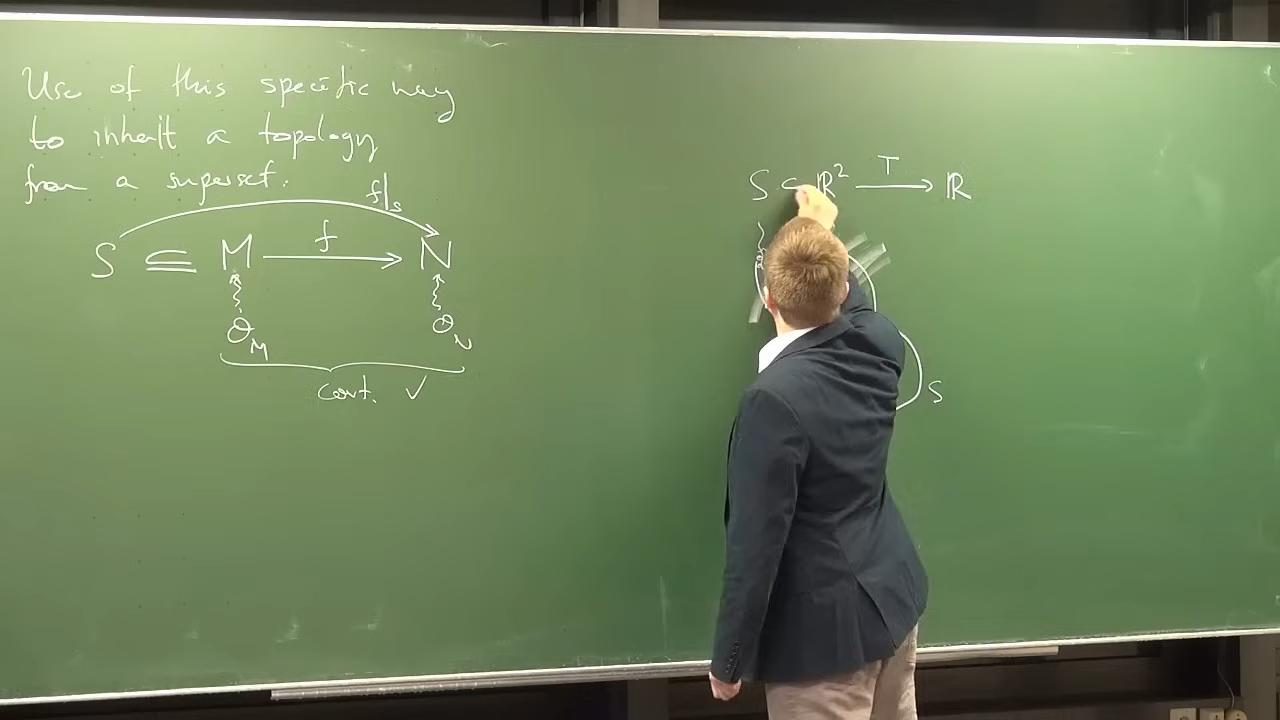 Use of this specific way
to inherit a topology
from a superset:
f|s
S ⊆ M f N
O_M O_N
cont. ✓
S ⊂ ℝ² T ℝ
S